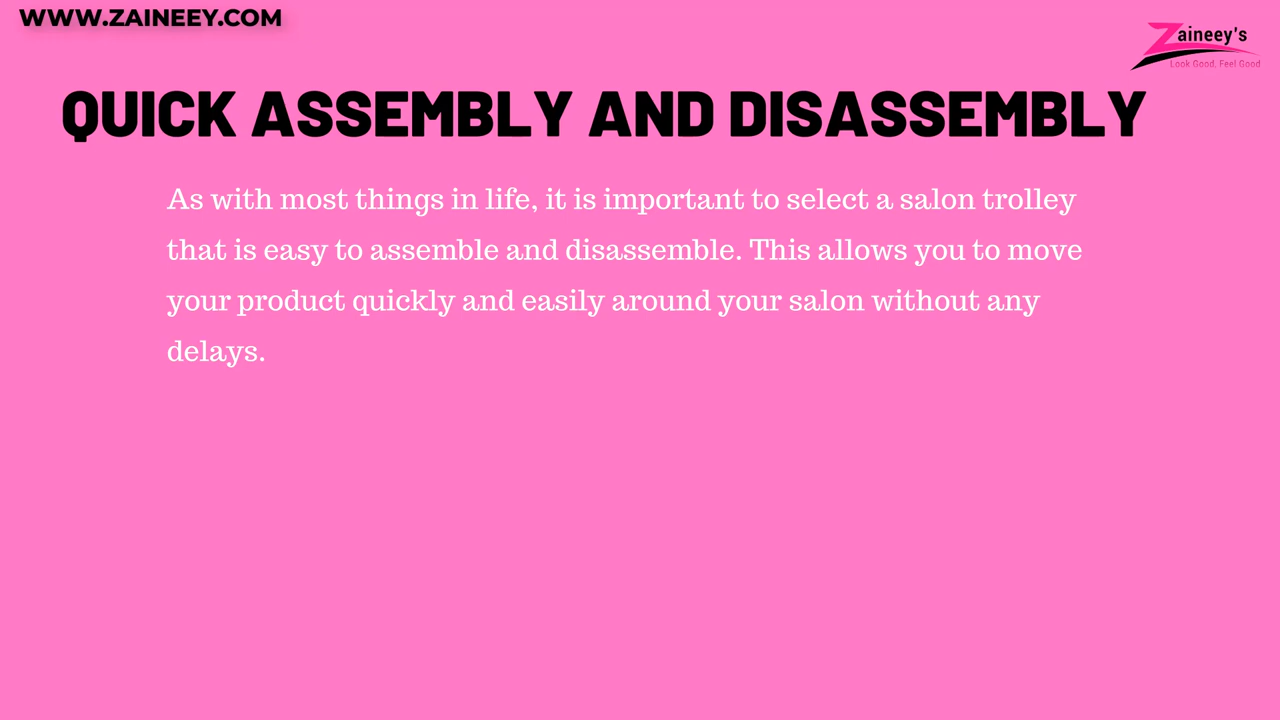 WWW.ZAINEEY.COM
Zaineey's
Look Good, Feel Good
QUICK ASSEMBLY AND DISASSEMBLY
As with most things in life, it is important to select a salon trolley
that is easy to assemble and disassemble. This allows you to move
your product quickly and easily around your salon without any
delays.